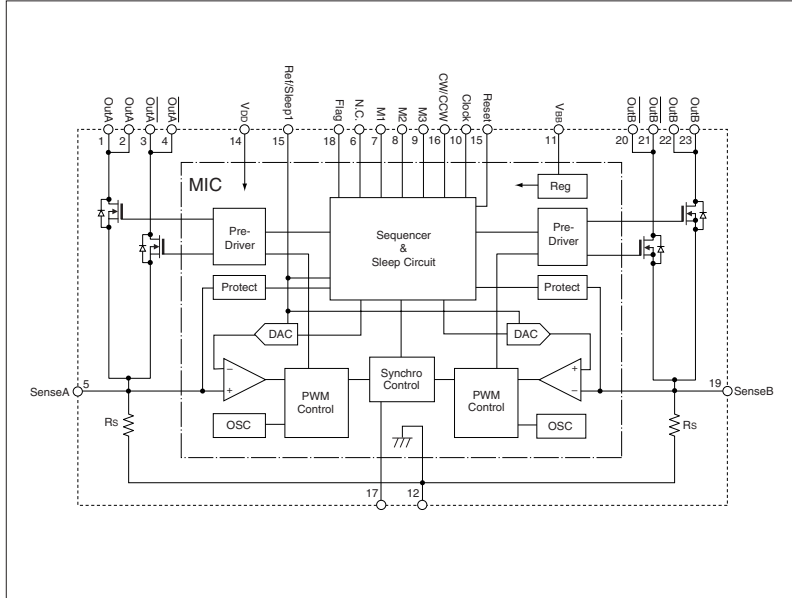 OutA
OutA
OutA
OutA
VDD
Ref/Sleep1
Flag
N.C.
M1
M2
M3
CW/CCW
Clock
Reset
VBB
OutB
OutB
OutB
OutB
1
2
3
4
14
15
18
6
7
8
9
16
10
15
11
20
21
22
23
MIC
Reg
Pre-
Driver
Sequencer
&
Sleep Circuit
Pre-
Driver
Protect
Protect
DAC
DAC
−
+
+
−
SenseA
5
19
SenseB
PWM
Control
Synchro
Control
PWM
Control
Rs
OSC
OSC
Rs
17
12